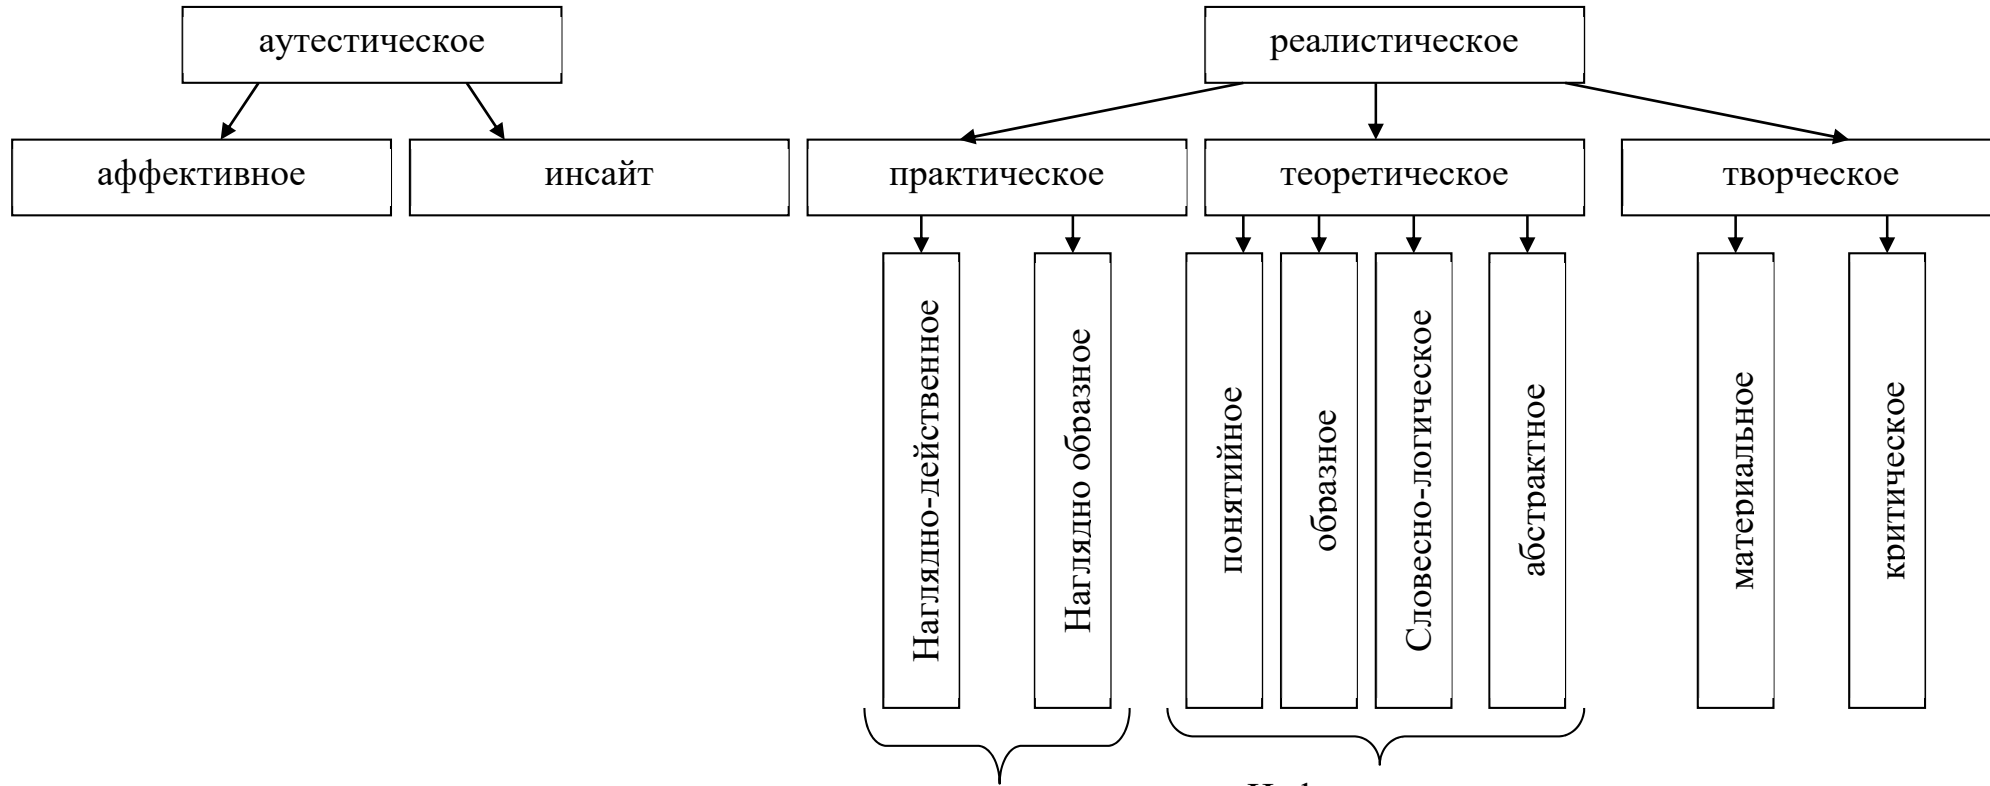 аутестическое
реалистическое
аффективное
инсайт
практическое
теоретическое
творческое
Наглядно-действенное
Наглядно образное
понятийное
образное
Словесно-логическое
абстрактное
материальное
критическое